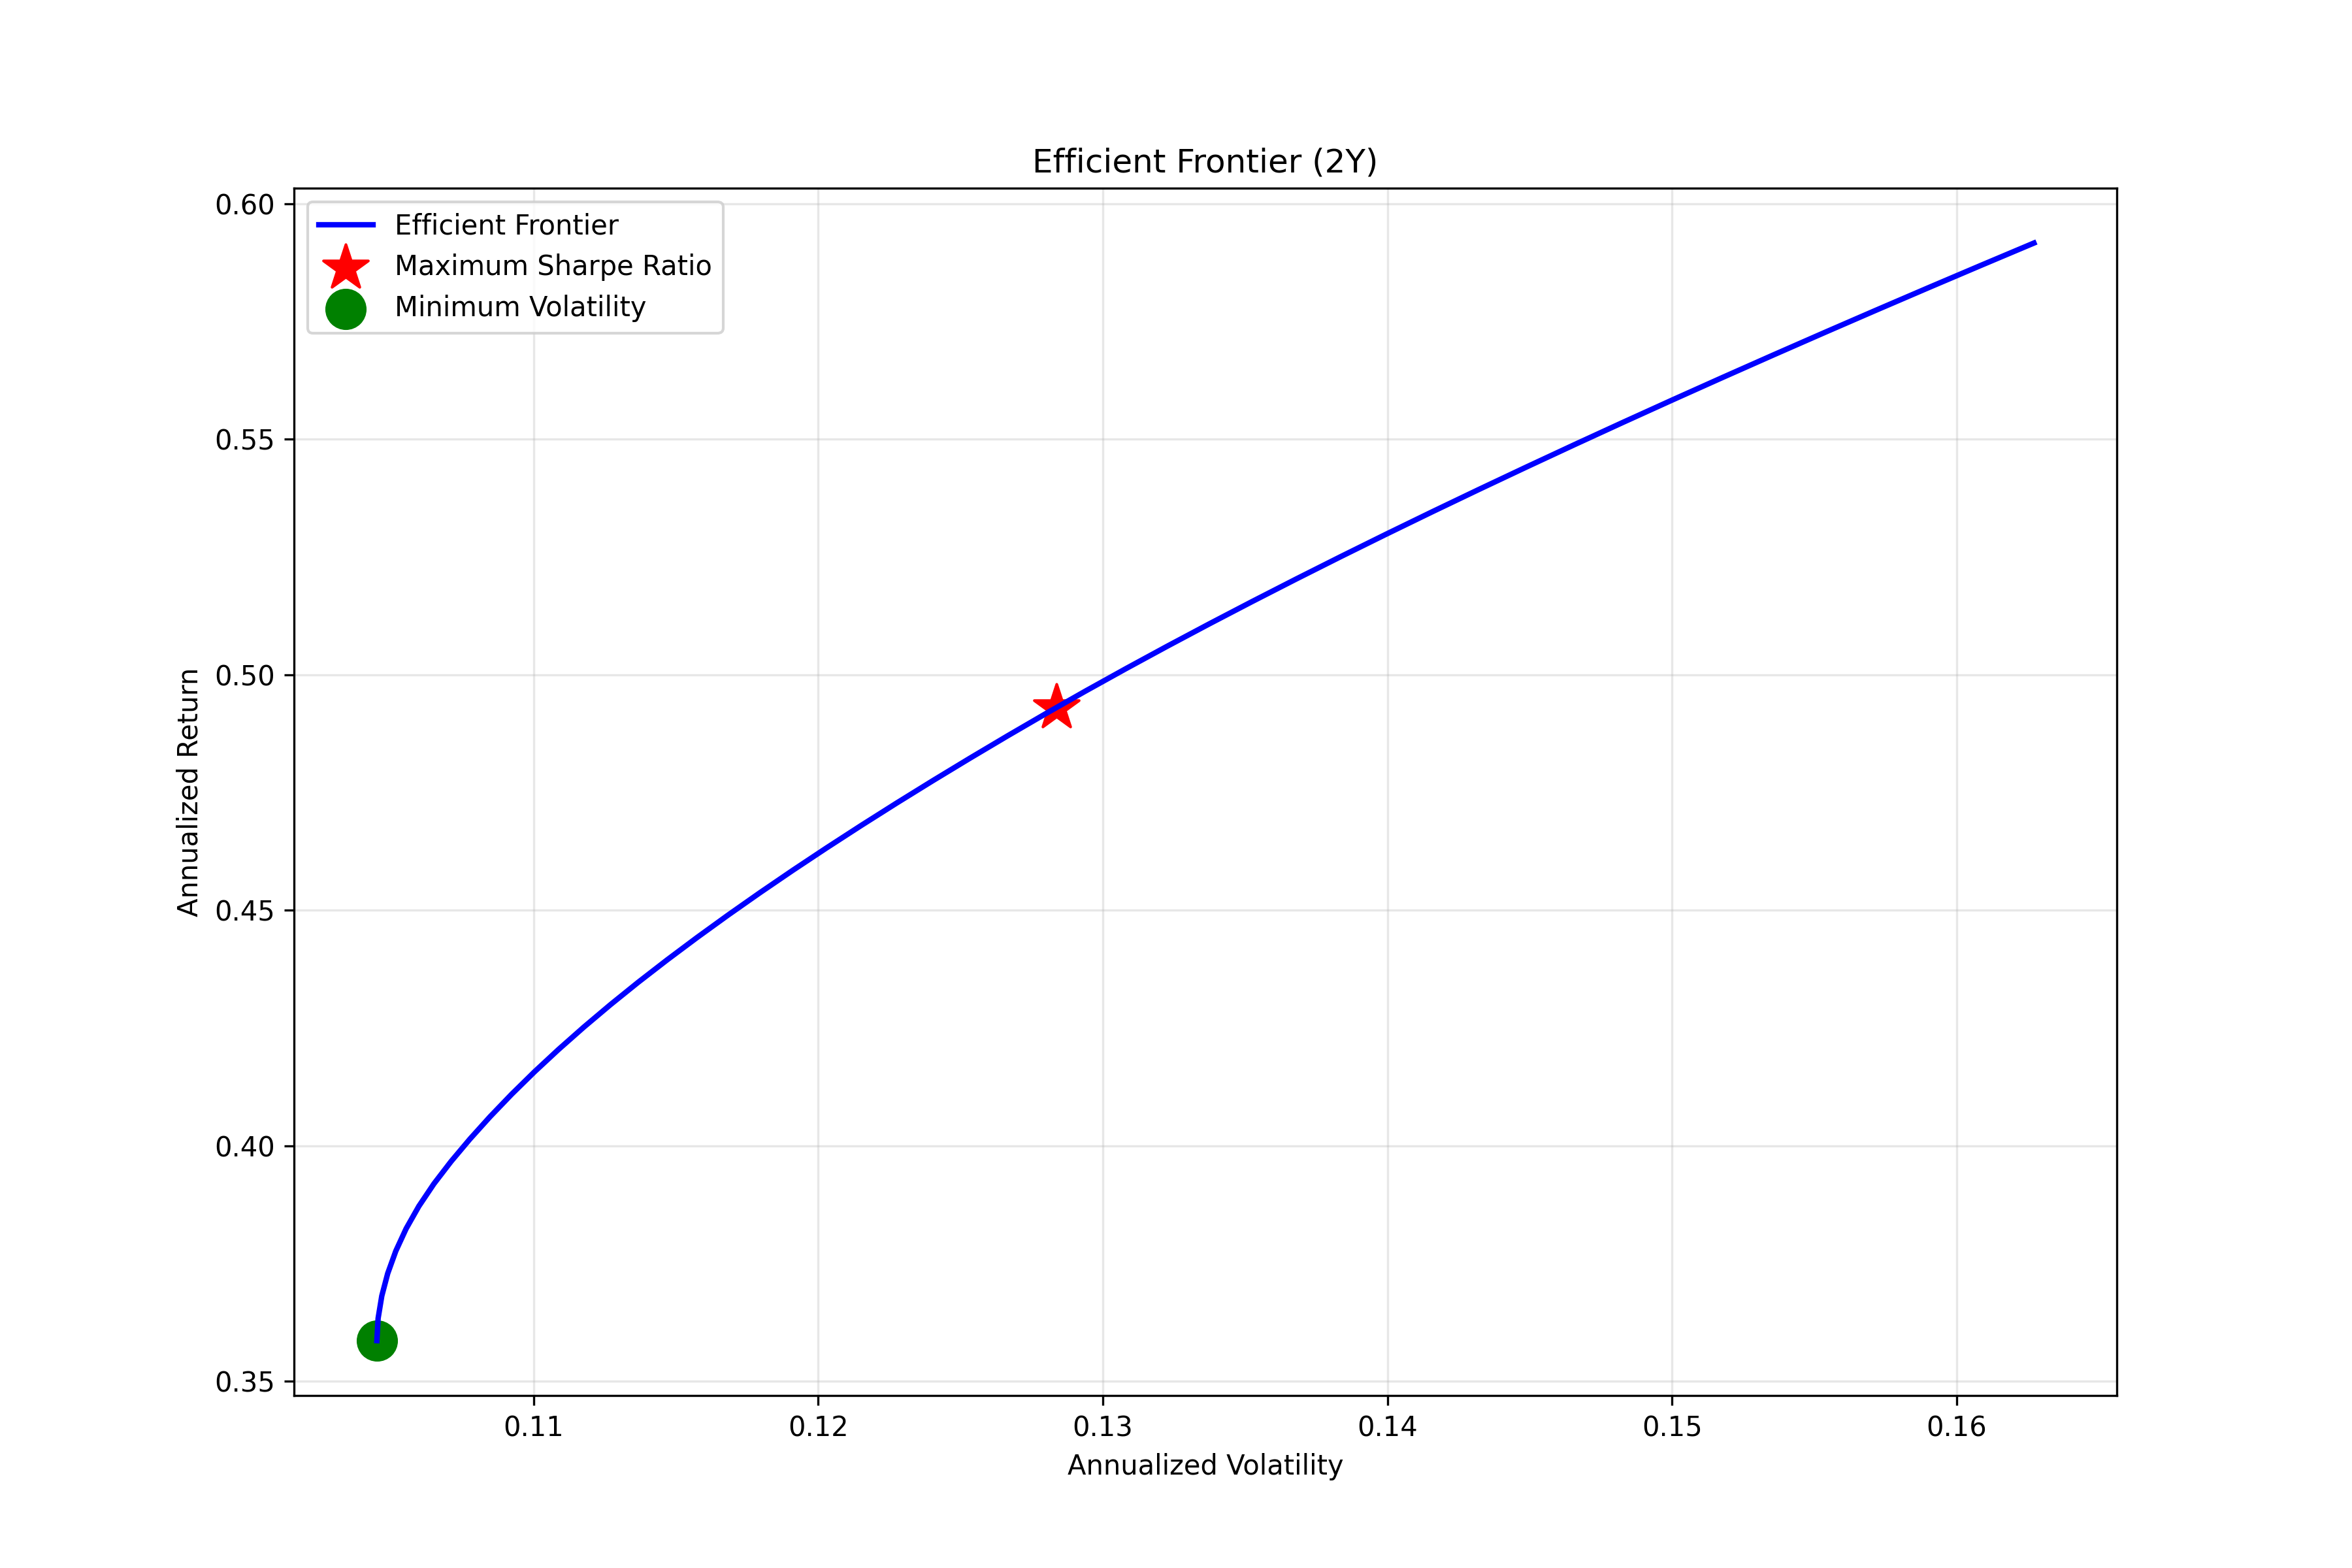 Efficient Frontier (2Y)
Efficient Frontier
Maximum Sharpe Ratio
Minimum Volatility
Annualized Return
0.60
0.55
0.50
0.45
0.40
0.35
0.11 0.12 0.13 0.14 0.15 0.16
Annualized Volatility